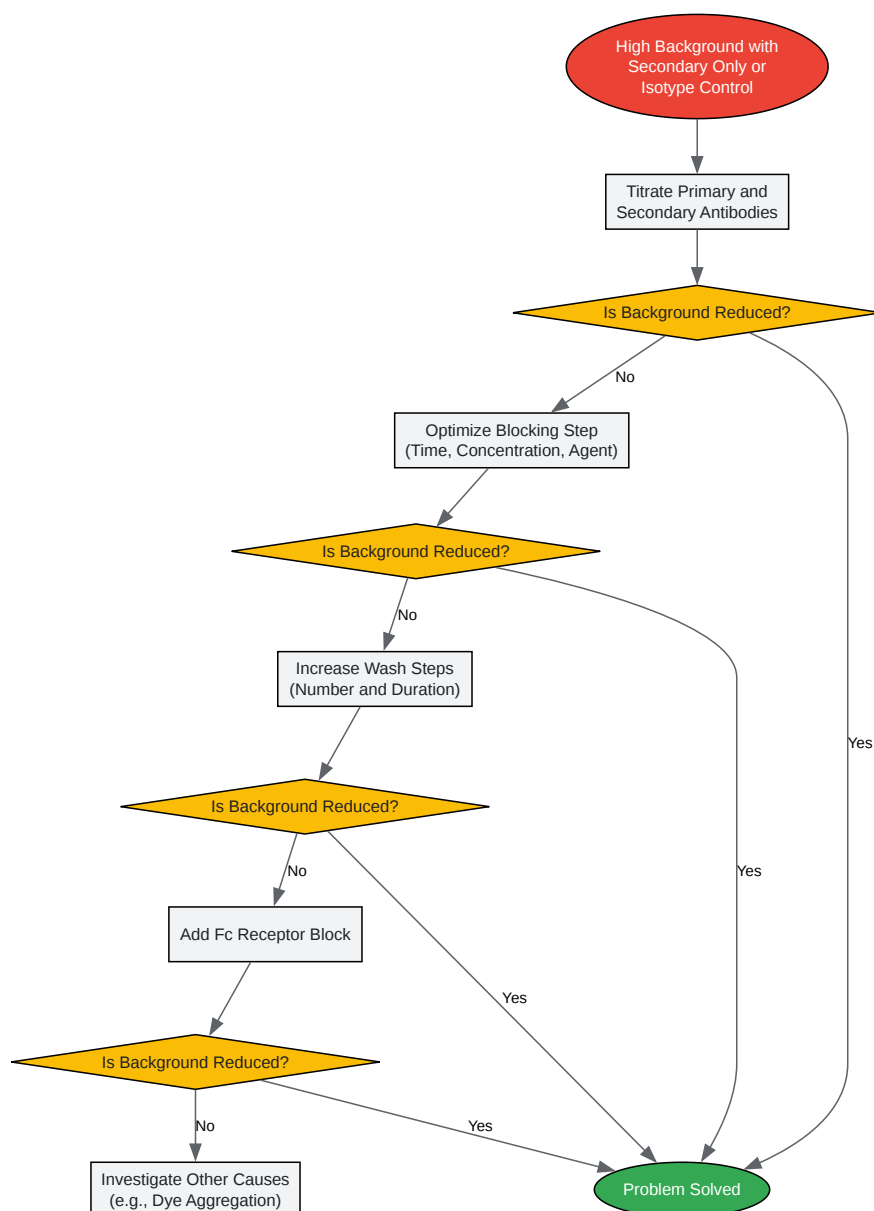 High Background with
Secondary Only or
Isotype Control
Titrate Primary and
Secondary Antibodies
Is Background Reduced?
No
Optimize Blocking Step
(Time, Concentration, Agent)
Is Background Reduced?
No
Increase Wash Steps
(Number and Duration)
Yes
Is Background Reduced?
No
Yes
Add Fc Receptor Block
Yes
Is Background Reduced?
No
Yes
Investigate Other Causes
(e.g., Dye Aggregation)
Problem Solved